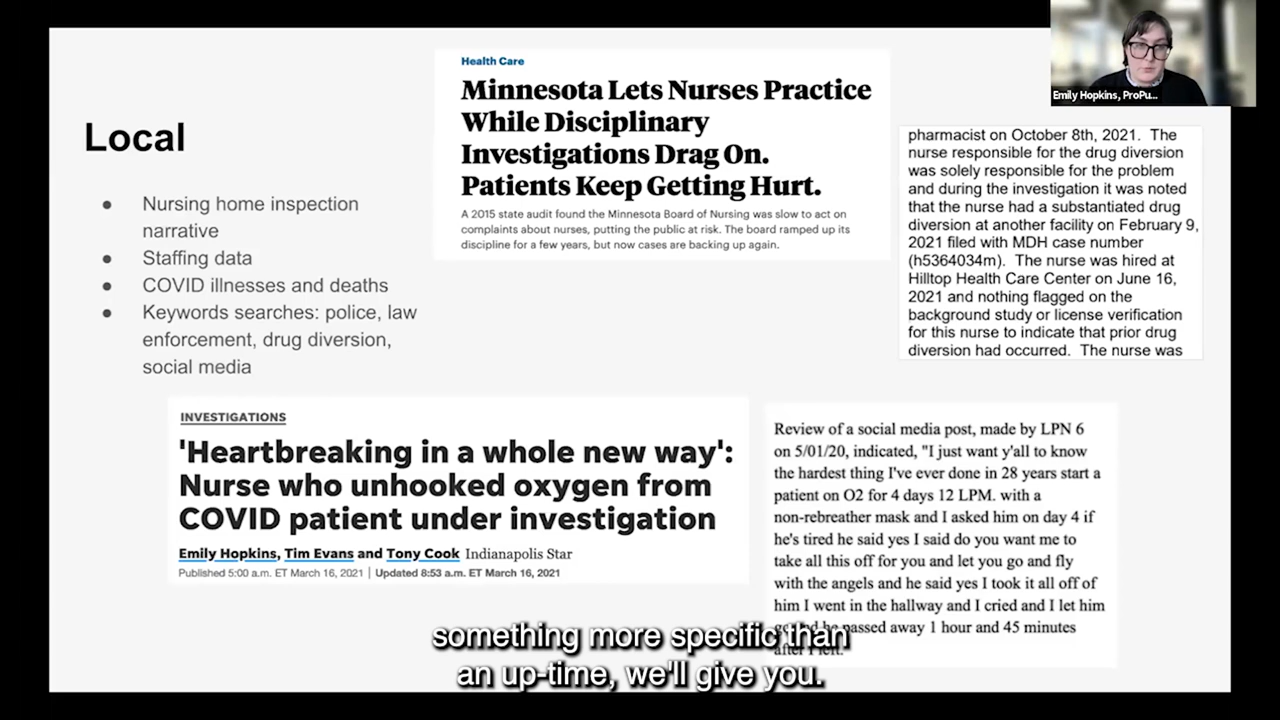 Local
Nursing home inspection
narrative
Staffing data
COVID illnesses and deaths
Keywords searches: police, law
enforcement, drug diversion,
social media
Health Care
Minnesota Lets Nurses Practice
While Disciplinary
Investigations Drag On.
Patients Keep Getting Hurt.
A 2015 state audit found the Minnesota Board of Nursing was slow to act on
complaints about nurses, putting the public at risk. The board ramped up its
discipline for a few years, but now cases are backing up again.
Emily Hopkins, ProPu...
pharmacist on October 8th, 2021. The
nurse responsible for the drug diversion
was solely responsible for the problem
and during the investigation it was noted
that the nurse had a substantiated drug
diversion at another facility on February 9,
2021 filed with MDH case number
(h5364034m). The nurse was hired at
Hilltop Health Care Center on June 16,
2021 and nothing flagged on the
background study or license verification
for this nurse to indicate that prior drug
diversion had occurred. The nurse was
INVESTIGATIONS
'Heartbreaking in a whole new way':
Nurse who unhooked oxygen from
COVID patient under investigation
Emily Hopkins, Tim Evans and Tony Cook Indianapolis Star
Published 5:00 a.m. ET March 16, 2021 | Updated 8:53 a.m. ET March 16, 2021
Review of a social media post, made by LPN 6
on 5/01/20, indicated, "I just want y'all to know
the hardest thing I've ever done in 28 years start a
patient on O2 for 4 days 12 LPM. with a
non-rebreather mask and I asked him on day 4 if
he's tired he said yes I said do you want me to
take all this off for you and let you go and fly
with the angels and he said yes I took it all off of
him I went in the hallway and I cried and I let him
he passed away 1 hour and 45 minutes
after I left.
something more specific than
an up-time, we'll give you.